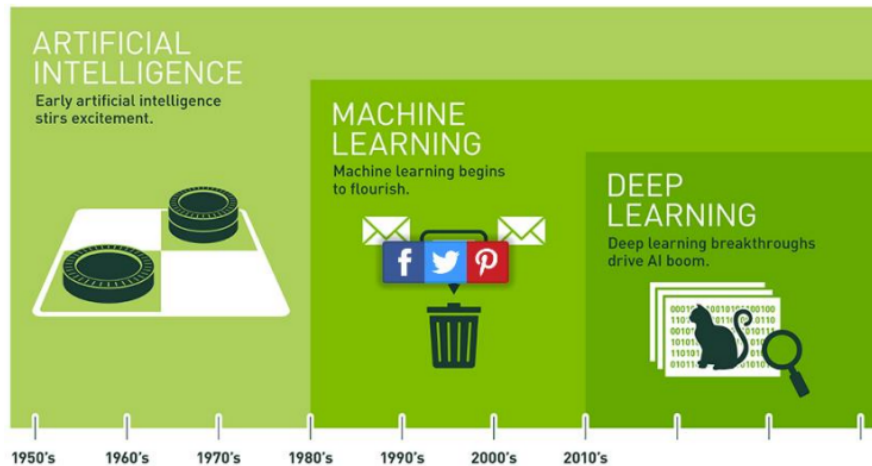 ARTIFICIAL
INTELLIGENCE
Early artificial intelligence
stirs excitement.
MACHINE
LEARNING
Machine learning begins
to flourish.
DEEP
LEARNING
Deep learning breakthroughs
drive AI boom.
1950's 1960's 1970's 1980's 1990's 2000's 2010's